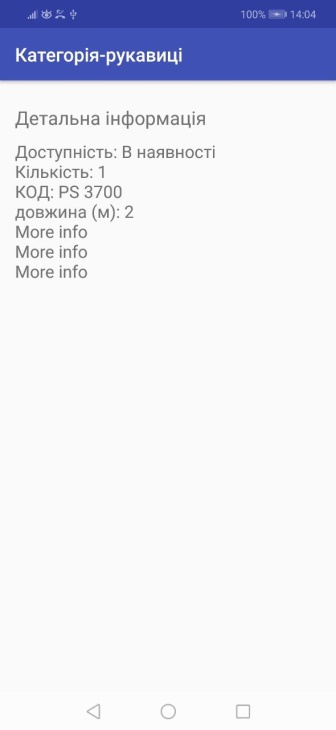 100% 14:04
Категорія-рукавиці
Детальна інформація
Доступність: В наявності
Кількість: 1
КОД: PS 3700
довжина (м): 2
More info
More info
More info